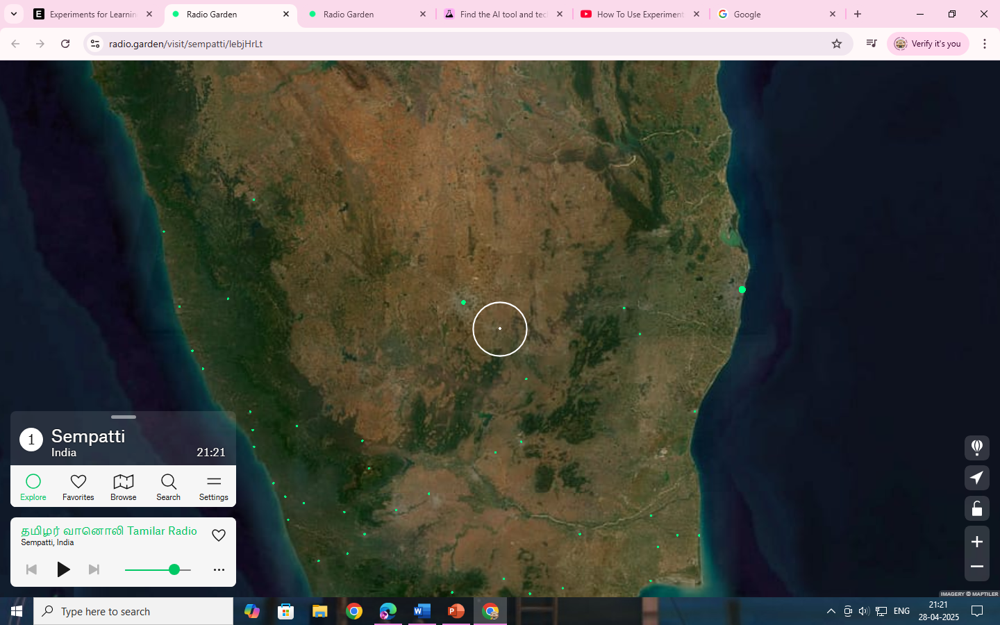 Experiments for Learnin
Radio Garden
Radio Garden
Find the AI tool and tec
How To Use Experiment
Google
radio.garden/visit/sempatti/IebjHrLt
Verify it's you
1
Sempatti
India
21:21
Explore
Favorites
Browse
Search
Settings
தமிழர் வானொலி Tamilar Radio
Sempatti, India
IMAGERY © MAPTILER
Type here to search
ENG
21:21
28-04-2025